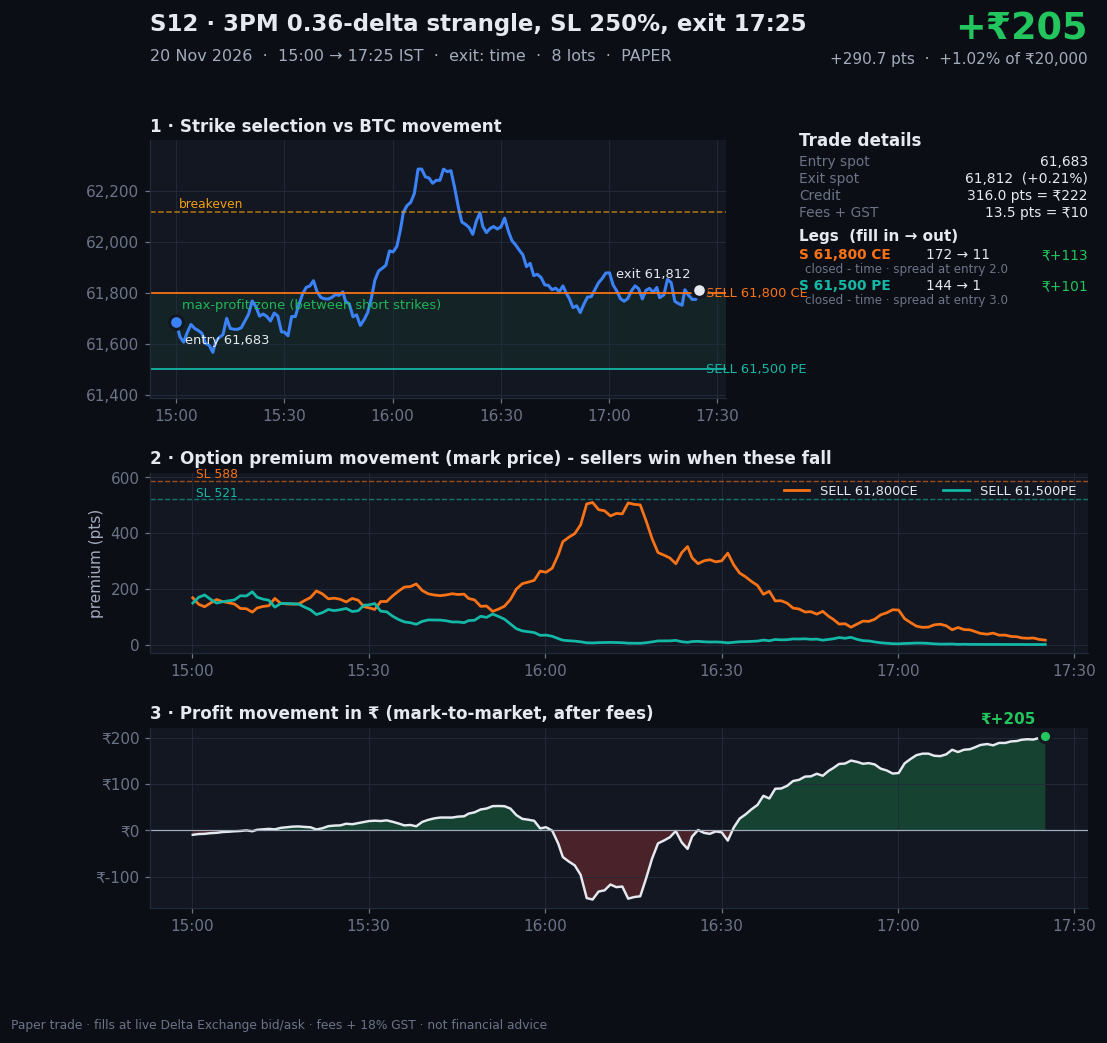 S12 · 3PM 0.36-delta strangle, SL 250%, exit 17:25
+₹205
20 Nov 2026 · 15:00 → 17:25 IST · exit: time · 8 lots · PAPER
+290.7 pts · +1.02% of ₹20,000
1 · Strike selection vs BTC movement
62,200
62,000
61,800
61,600
61,400
breakeven
max-profit zone (between short strikes)
entry 61,683
exit 61,812
SELL 61,800 CE
SELL 61,500 PE
15:00 15:30 16:00 16:30 17:00 17:30
Trade details
Entry spot 61,683
Exit spot 61,812 (+0.21%)
Credit 316.0 pts = ₹222
Fees + GST 13.5 pts = ₹10
Legs (fill in → out)
S 61,800 CE 172 → 11 ₹+113
closed - time · spread at entry 2.0
S 61,500 PE 144 → 1 ₹+101
closed - time · spread at entry 3.0
2 · Option premium movement (mark price) - sellers win when these fall
premium (pts)
600
400
200
0
SL 588
SL 521
SELL 61,800CE SELL 61,500PE
15:00 15:30 16:00 16:30 17:00 17:30
3 · Profit movement in ₹ (mark-to-market, after fees)
₹+205
₹200
₹100
₹0
₹-100
15:00 15:30 16:00 16:30 17:00 17:30
Paper trade · fills at live Delta Exchange bid/ask · fees + 18% GST · not financial advice